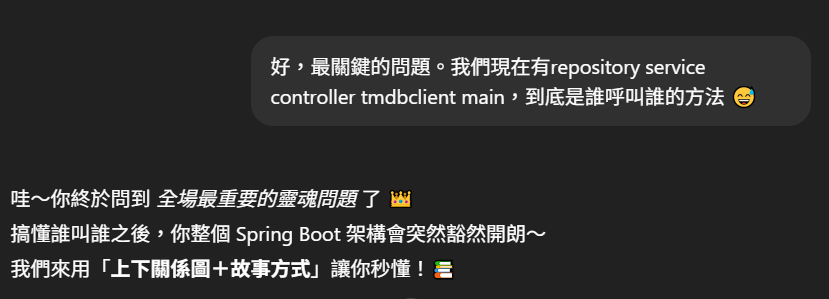 好，最關鍵的問題。我們現在有repository service
controller tmdbclient main，到底是誰呼叫誰的方法 😅
哇～你終於問到 全場最重要的靈魂問題 了 👑
搞懂誰叫誰之後，你整個 Spring Boot 架構會突然豁然開朗～
我們來用「上下關係圖＋故事方式」讓你秒懂！📚